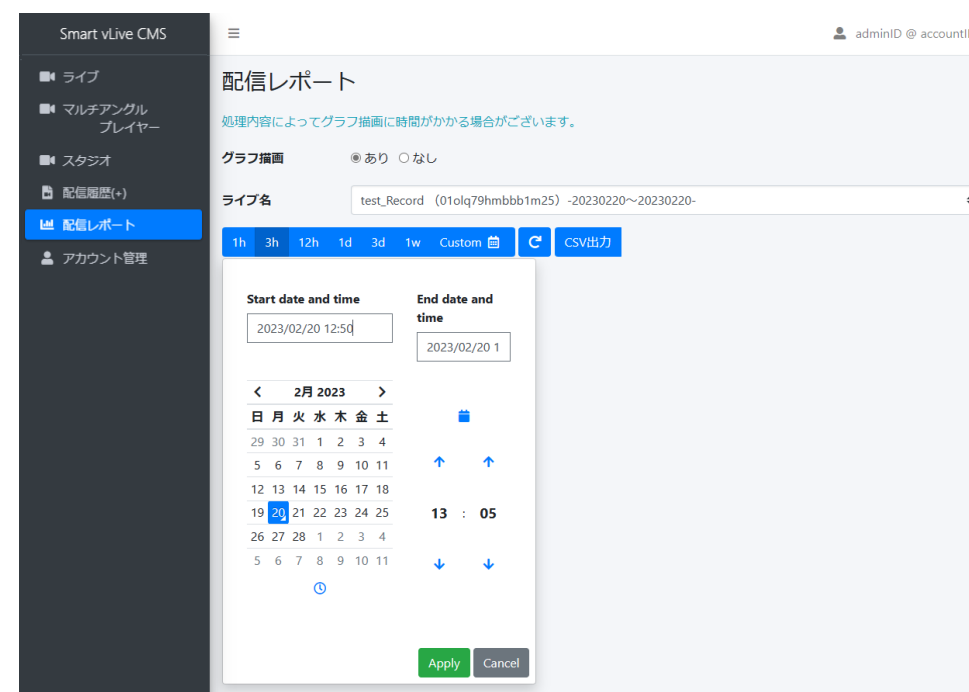 Smart vLive CMS
adminID @ accountI
ライブ
マルチアングル
プレイヤー
スタジオ
配信履歴(+)
配信レポート
アカウント管理
配信レポート
処理内容によってグラフ描画に時間がかかる場合がございます。
グラフ描画 あり なし
ライブ名 test_Record （01olq79hmbbb1m25）-20230220～20230220-
1h 3h 12h 1d 3d 1w Custom CSV出力
Start date and time
2023/02/20 12:50
End date and
time
2023/02/20 1
2月 2023
日 月 火 水 木 金 土
29 30 31 1 2 3 4
5 6 7 8 9 10 11
12 13 14 15 16 17 18
19 20 21 22 23 24 25
26 27 28 1 2 3 4
5 6 7 8 9 10 11
13 : 05
Apply Cancel